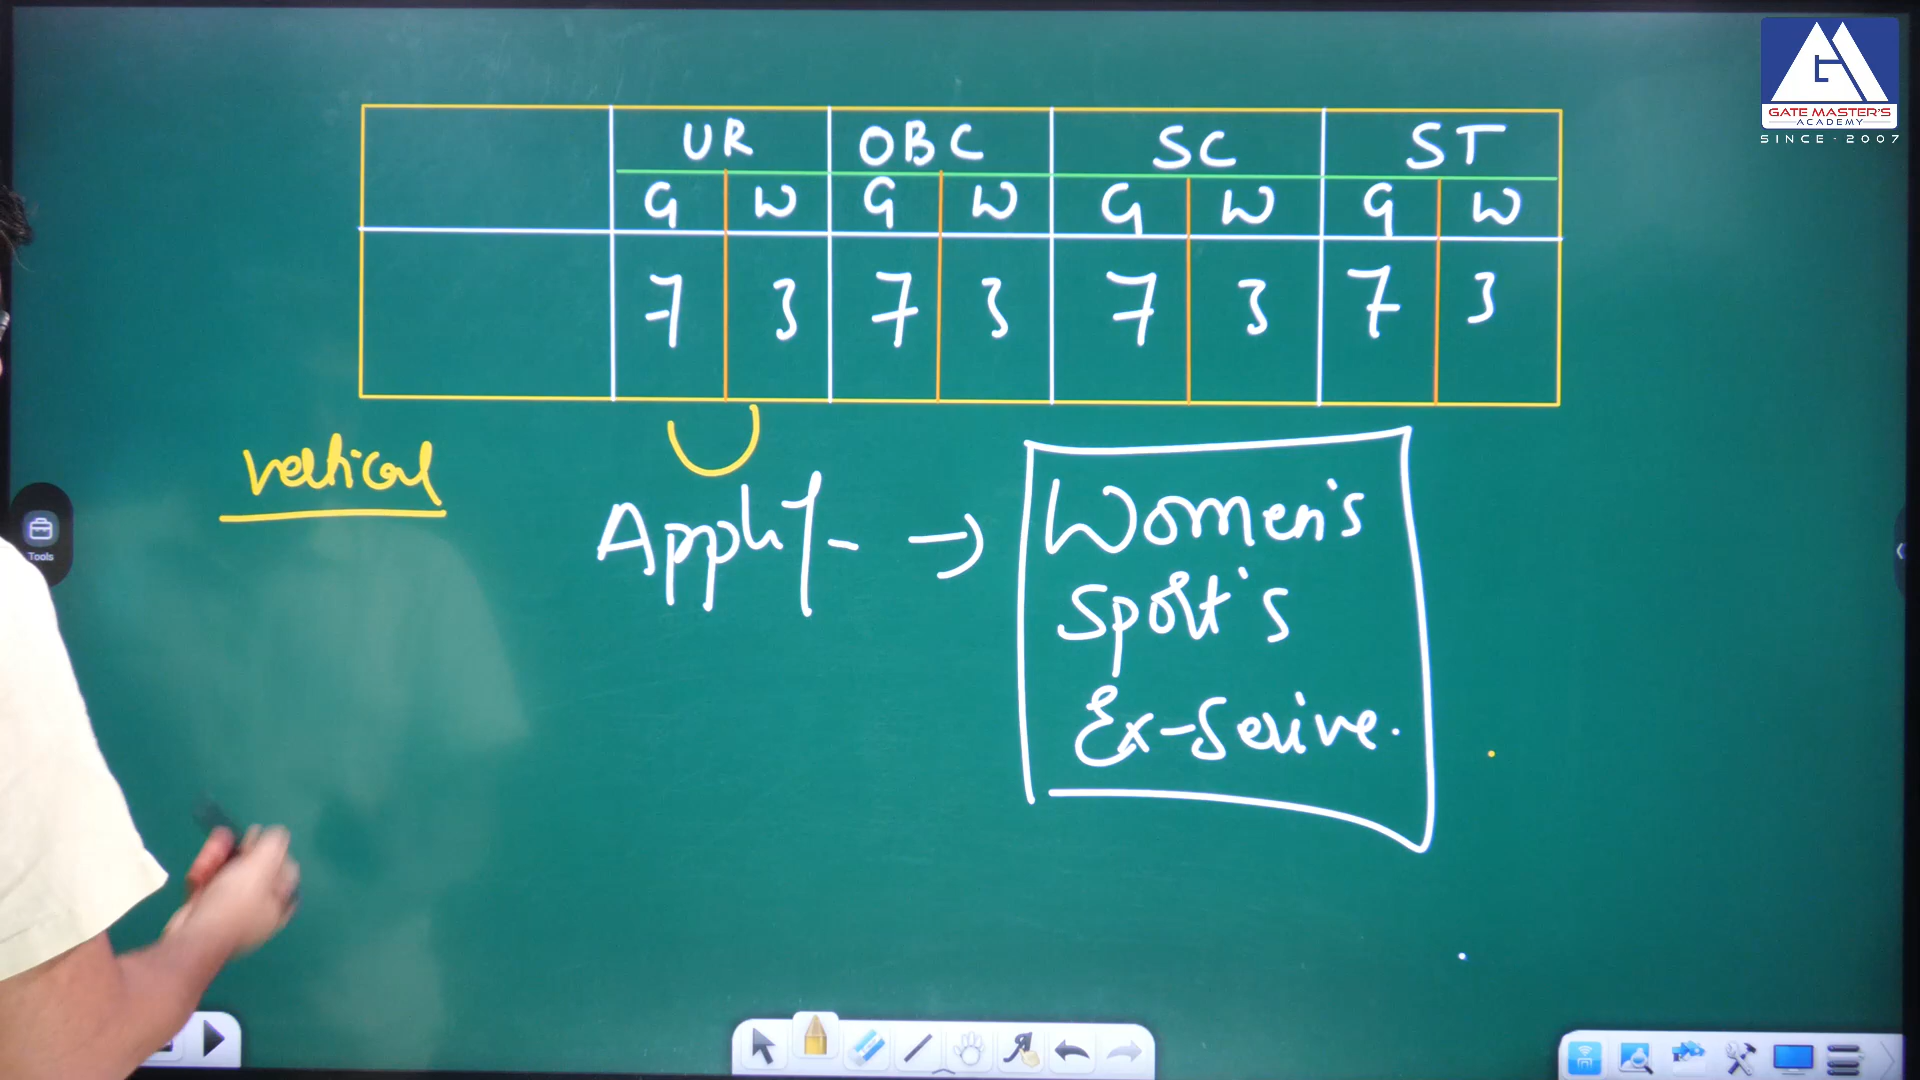 GATE MASTER'S
ACADEMY
SINCE-2007
UR OBC SC ST
G W G W G W G W
7 3 7 3 7 3 7 3
vertical
Women's
Sport's
Ex-Serive.
Tools